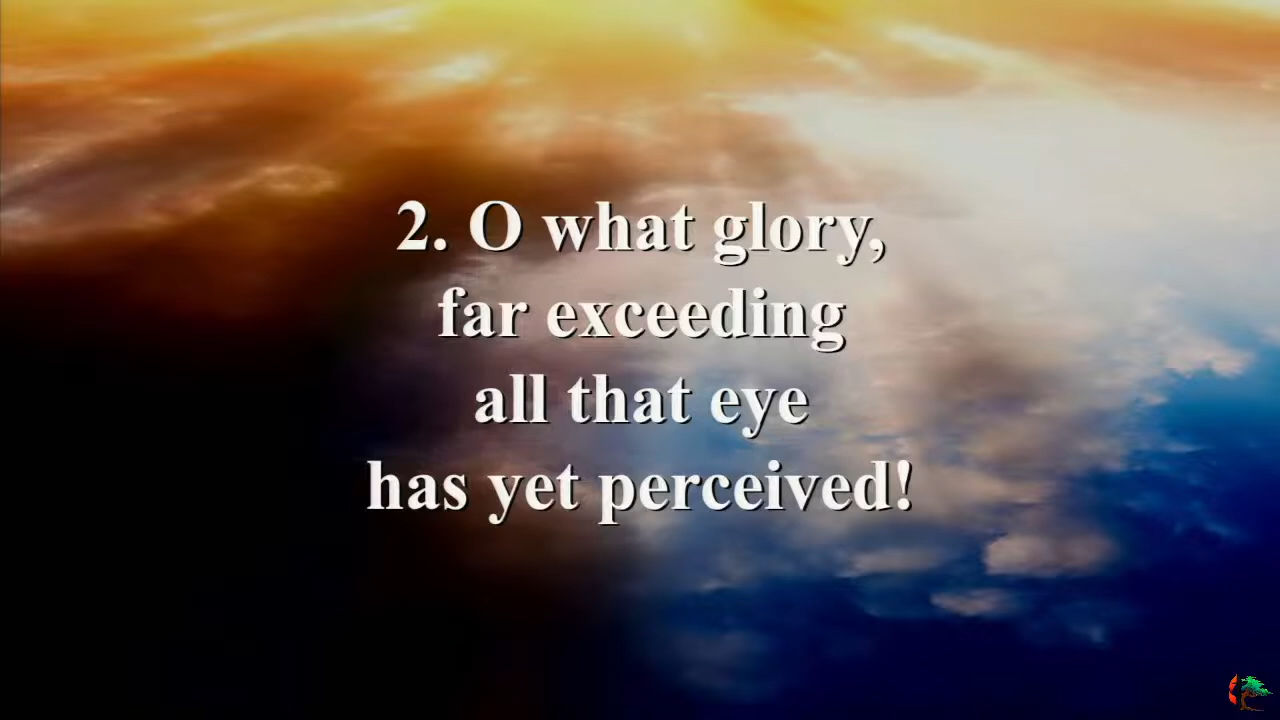 2. O what glory,
far exceeding
all that eye
has yet perceived!